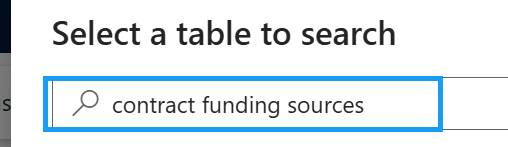 Select a table to search
contract funding sources